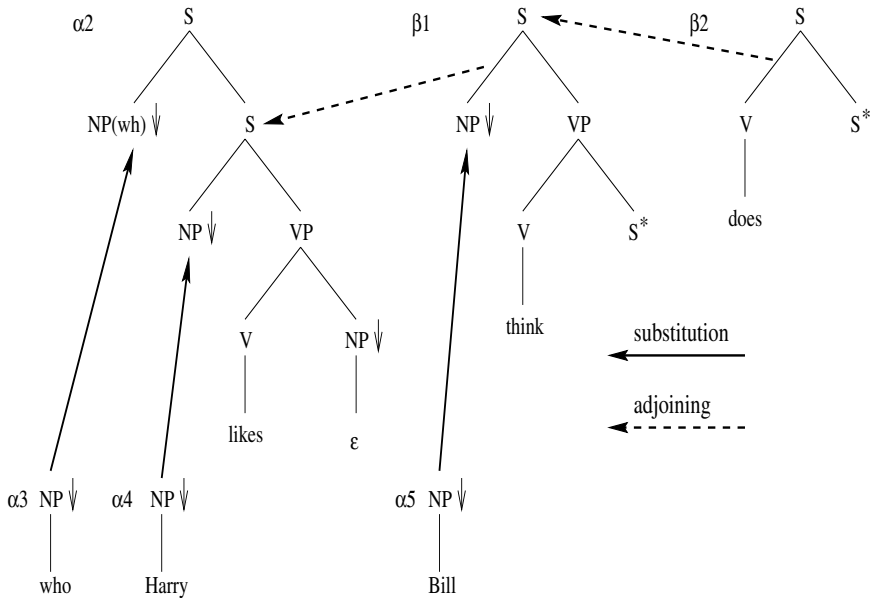 α2 S β1 S β2 S
NP(wh)↓ S NP↓ VP V S*
NP↓ VP V S* does
V NP↓ think
substitution
adjoining
likes ε
α3 NP↓ α4 NP↓ α5 NP↓
who Harry Bill